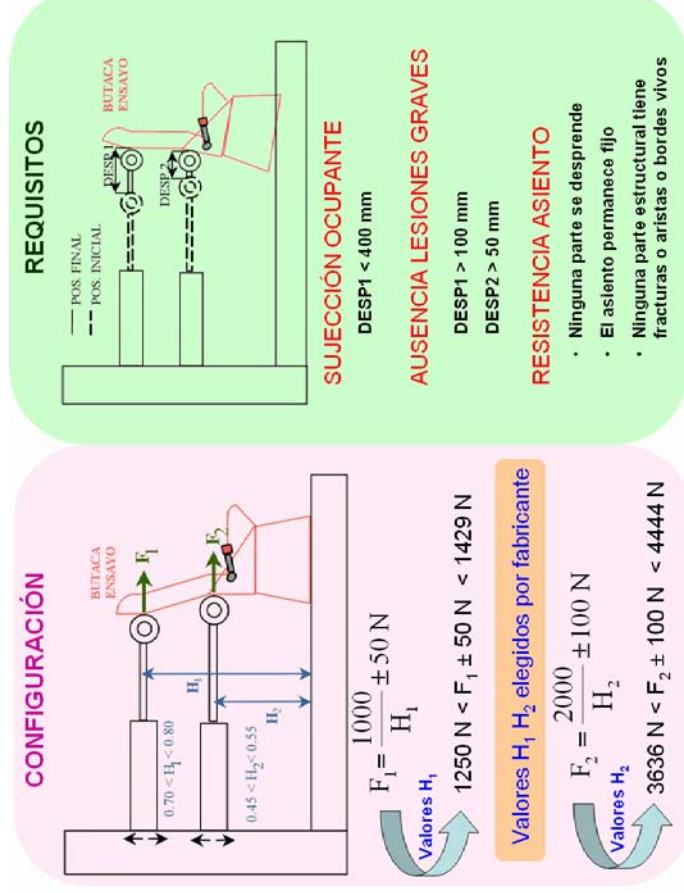 CONFIGURACIÓN
BUTACA
ENSAYO
F₁
F₂
H₁
H₂
0.70 < H₁ < 0.80
0.45 < H₂ < 0.55
F₁ = 1000 / H₁ ± 50 N
Valores H₁
1250 N < F₁ ± 50 N < 1429 N
Valores H₁ H₂ elegidos por fabricante
F₂ = 2000 / H₂ ± 100 N
Valores H₂
3636 N < F₂ ± 100 N < 4444 N
REQUISITOS
POS. FINAL
POS. INICIAL
BUTACA
ENSAYO
DESP.1
DESP.2
SUJECCIÓN OCUPANTE
DESP1 < 400 mm
AUSENCIA LESIONES GRAVES
DESP1 > 100 mm
DESP2 > 50 mm
RESISTENCIA ASIENTO
• Ninguna parte se desprende
• El asiento permanece fijo
• Ninguna parte estructural tiene
fracturas o aristas o bordes vivos